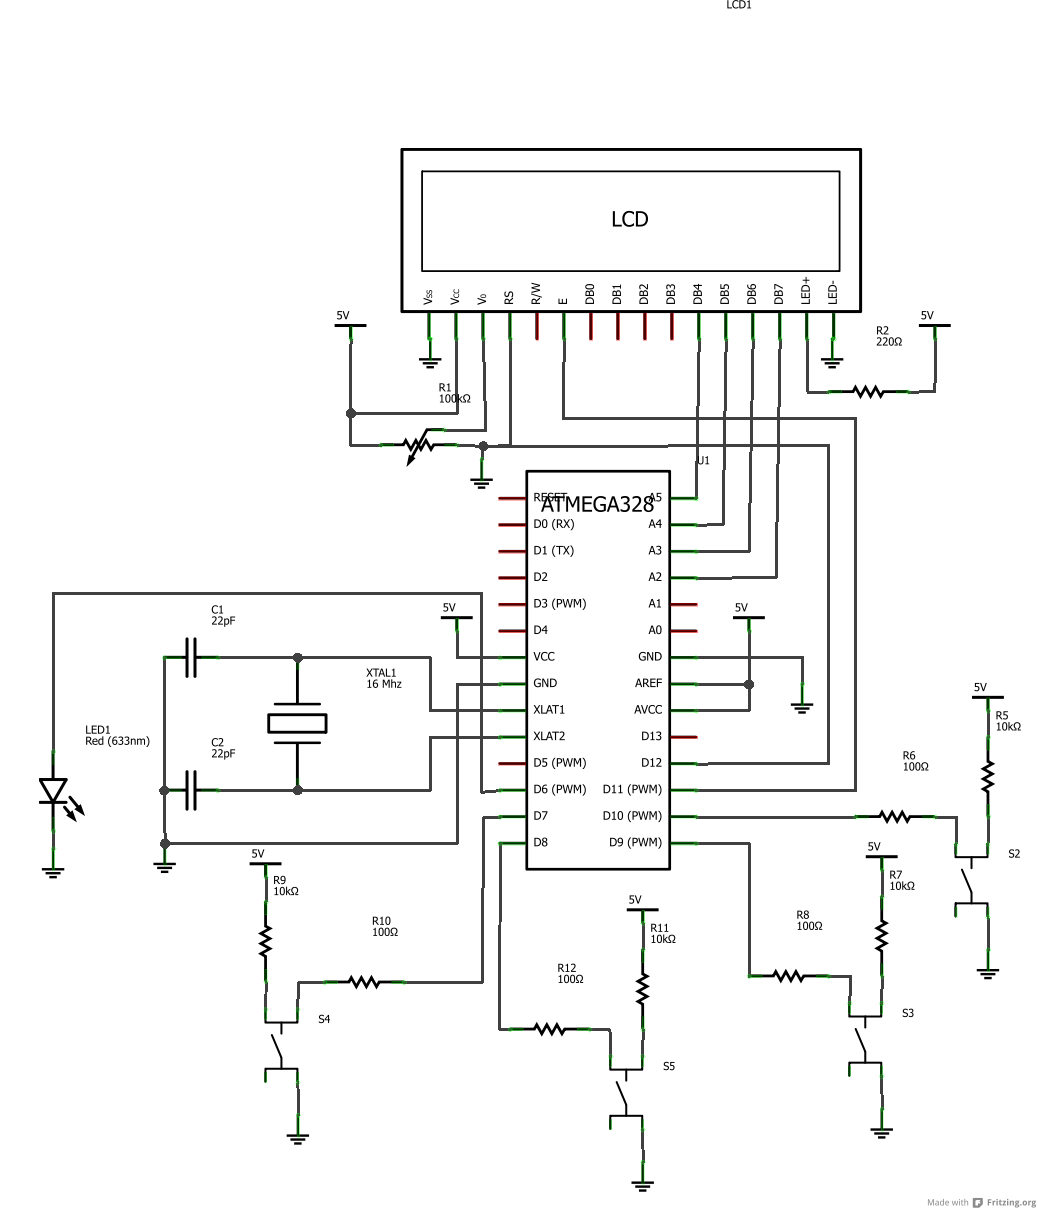 LCD1
LCD
VSS
VCC
V0
RS
R/W
E
DB0
DB1
DB2
DB3
DB4
DB5
DB6
DB7
LED+
LED-
5V
5V
R2
220Ω
R1
100kΩ
U1
ATMEGA328
RESET
D0 (RX)
D1 (TX)
D2
D3 (PWM)
D4
VCC
GND
XLAT1
XLAT2
D5 (PWM)
D6 (PWM)
D7
D8
A5
A4
A3
A2
A1
A0
GND
AREF
AVCC
D13
D12
D11 (PWM)
D10 (PWM)
D9 (PWM)
C1
22pF
5V
5V
XTAL1
16 Mhz
LED1
Red (633nm)
C2
22pF
5V
R5
10kΩ
R6
100Ω
S2
5V
R9
10kΩ
R10
100Ω
S4
5V
R11
10kΩ
R12
100Ω
S5
5V
R7
10kΩ
R8
100Ω
S3
Made with Fritzing.org